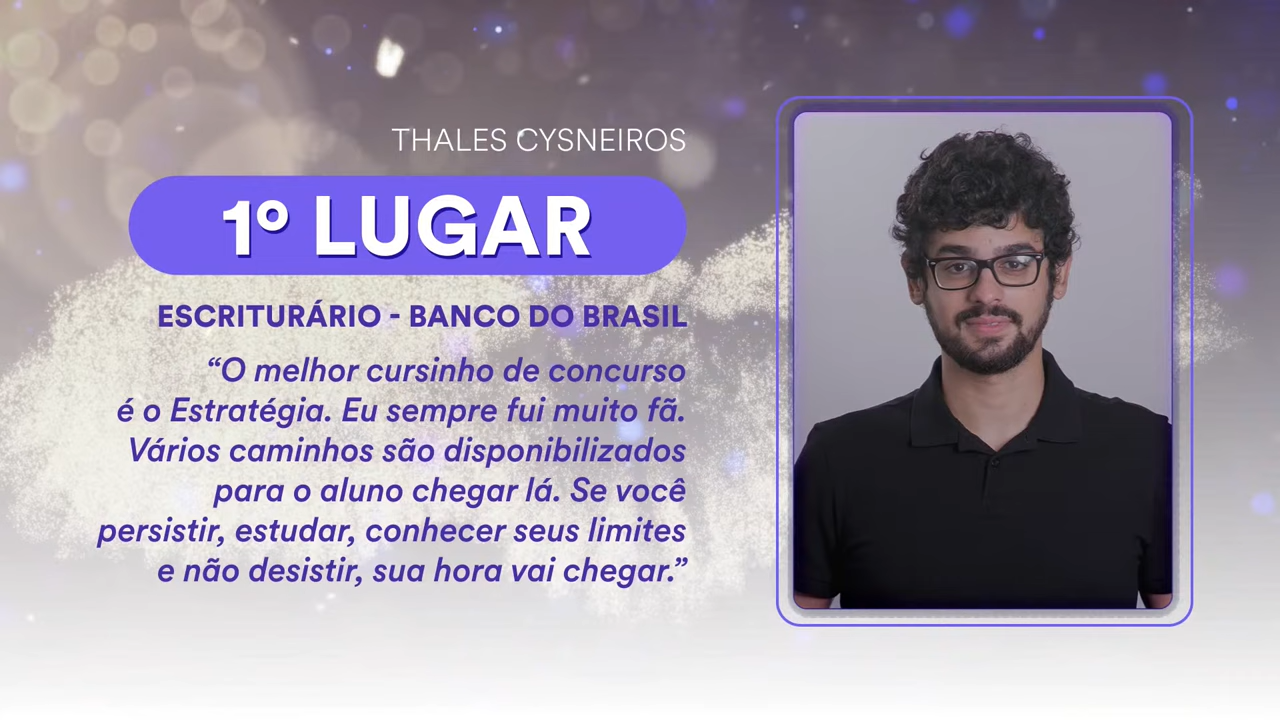 THALES CYSNEIROS
1º LUGAR
ESCRITURÁRIO - BANCO DO BRASIL
“O melhor cursinho de concurso
é o Estratégia. Eu sempre fui muito fã.
Vários caminhos são disponibilizados
para o aluno chegar lá. Se você
persistir, estudar, conhecer seus limites
e não desistir, sua hora vai chegar.”